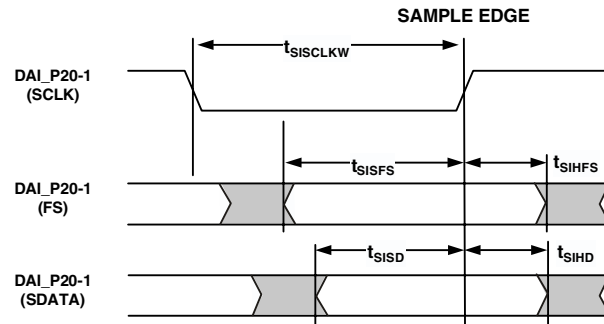 SAMPLE EDGE
tSISCLKW
DAI_P20-1
(SCLK)
tSISFS
tSIHFS
DAI_P20-1
(FS)
tSISD
tSIHD
DAI_P20-1
(SDATA)